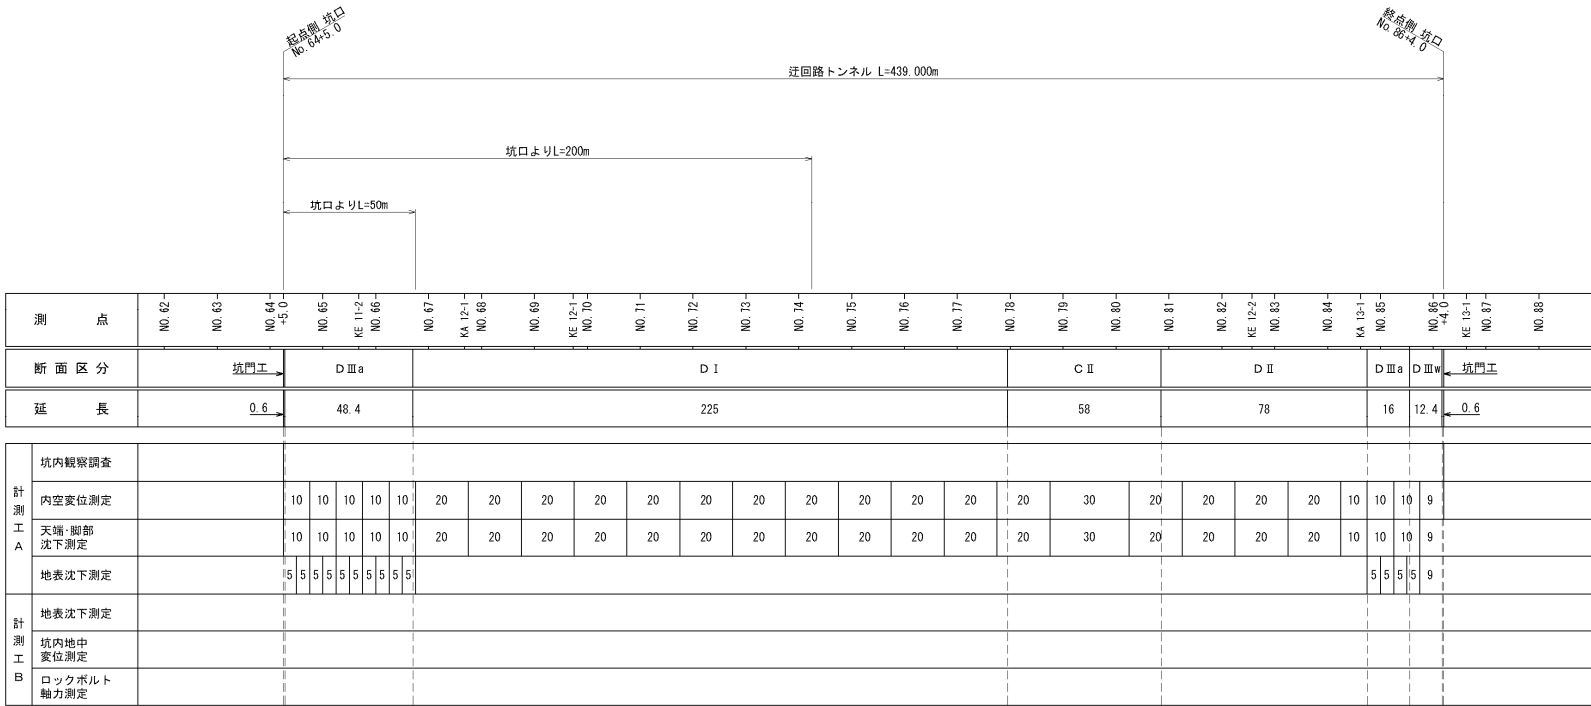 起点側 坑口
No. 64+5.0
終点側 坑口
No. 86+4.0
迂回路トンネル L=439.000m
坑口よりL=200m
坑口よりL=50m
測 点
NO.62
NO.63
NO.64
+5.0
NO.65
KE 11-2
NO.66
NO.67
KA 12-1
NO.68
NO.69
KE 12-1
NO.70
NO.71
NO.72
NO.73
NO.74
NO.75
NO.76
NO.77
NO.78
NO.79
NO.80
NO.81
NO.82
KE 12-2
NO.83
NO.84
KA 13-1
NO.85
NO.86
+4.0
KE 13-1
NO.87
NO.88
断面区分 坑門工 DⅢa DⅠ CⅡ DⅡ DⅢa DⅢw 坑門工
延 長 0.6 48.4 225 58 78 16 12.4 0.6
計測工A
坑内観察調査
内空変位測定 10 10 10 10 10 20 20 20 20 20 20 20 20 20 20 20 20 30 20 20 20 20 10 10 10 9
天端・脚部
沈下測定 10 10 10 10 10 20 20 20 20 20 20 20 20 20 20 20 20 30 20 20 20 20 10 10 10 9
地表沈下測定 5 5 5 5 5 5 5 5 5 5 5 5 5 5 9
計測工B
地表沈下測定
坑内地中
変位測定
ロックボルト
軸力測定